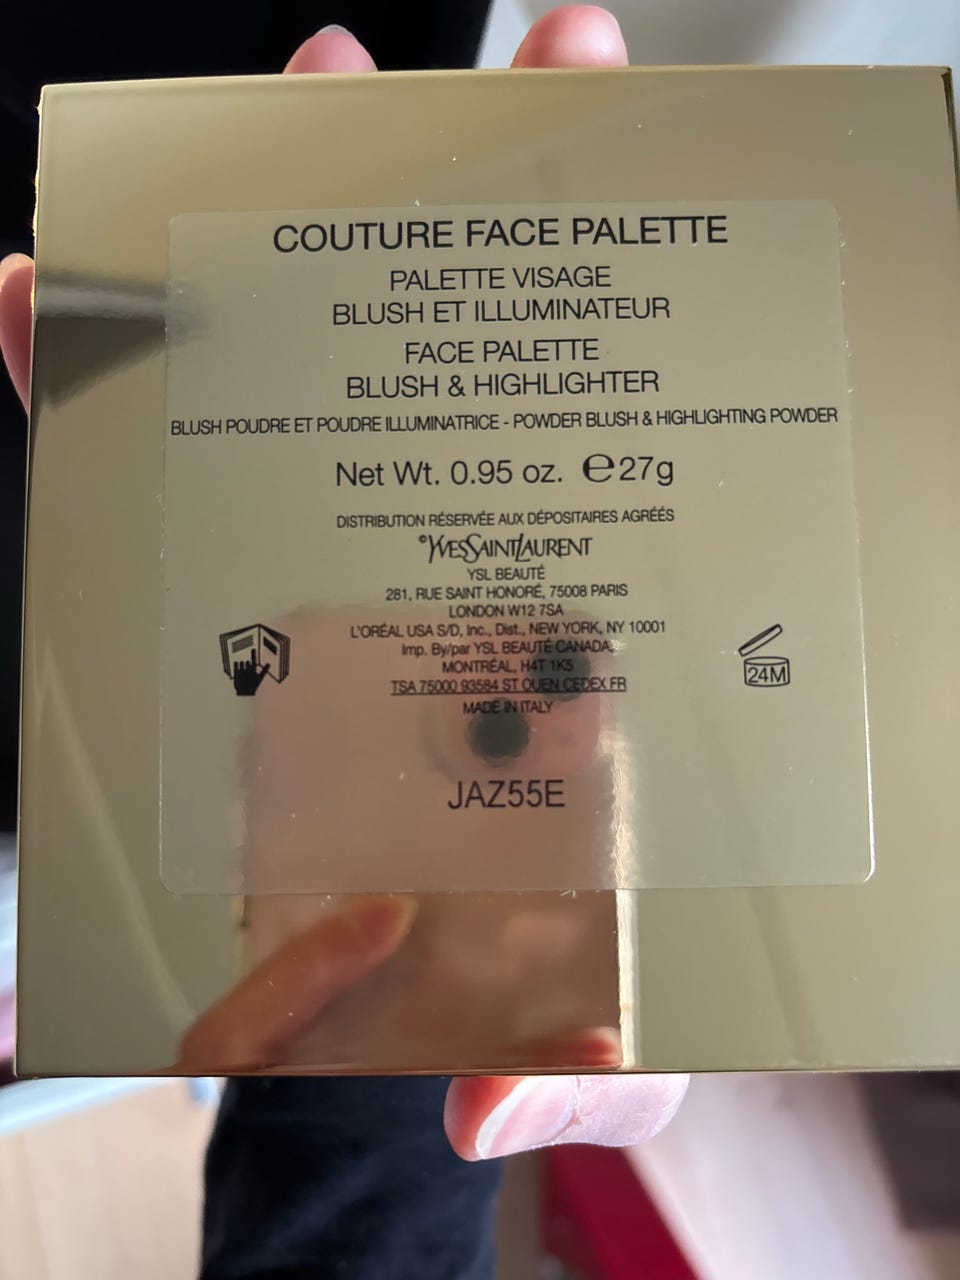 COUTURE FACE PALETTE
PALETTE VISAGE
BLUSH ET ILLUMINATEUR
FACE PALETTE
BLUSH & HIGHLIGHTER
BLUSH POUDRE ET POUDRE ILLUMINATRICE - POWDER BLUSH & HIGHLIGHTING POWDER
Net Wt. 0.95 oz. ℮27g
DISTRIBUTION RÉSERVÉE AUX DÉPOSITAIRES AGRÉÉS
©YVESSAINTLAURENT
YSL BEAUTÉ
281, RUE SAINT HONORÉ, 75008 PARIS
LONDON W12 7SA
L'ORÉAL USA S/D, Inc., Dist., NEW YORK, NY 10001
Imp. By/par YSL BEAUTÉ CANADA,
MONTRÉAL, H4T 1K5
TSA 75000 93584 ST OUEN CEDEX FR
24M
MADE IN ITALY
JAZ55E